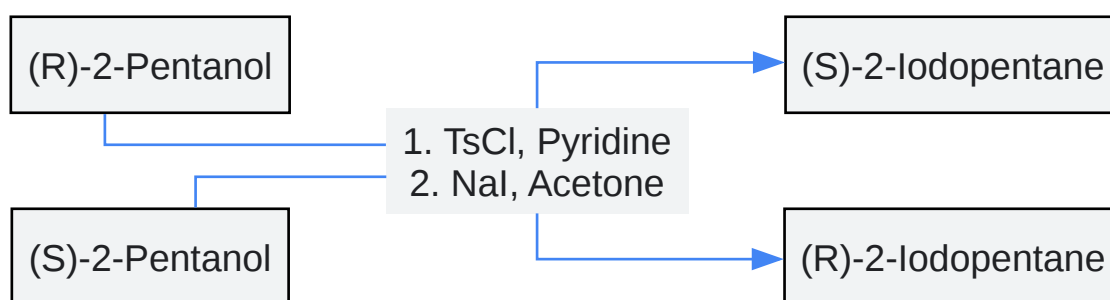 (R)-2-Pentanol
(S)-2-Iodopentane
1. TsCl, Pyridine
2. NaI, Acetone
(S)-2-Pentanol
(R)-2-Iodopentane